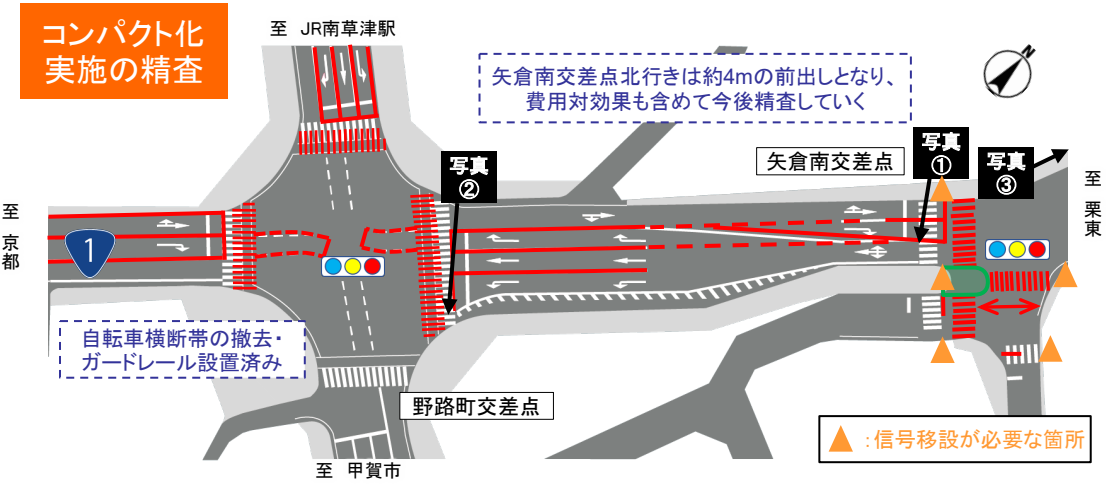 コンパクト化
実施の精査
至 JR南草津駅
矢倉南交差点北行きは約4mの前出しとなり、
費用対効果も含めて今後精査していく
N
写真
②
矢倉南交差点
写真
①
写真
③
至 京都
1
至 栗東
自転車横断帯の撤去・
ガードレール設置済み
野路町交差点
:信号移設が必要な箇所
至 甲賀市